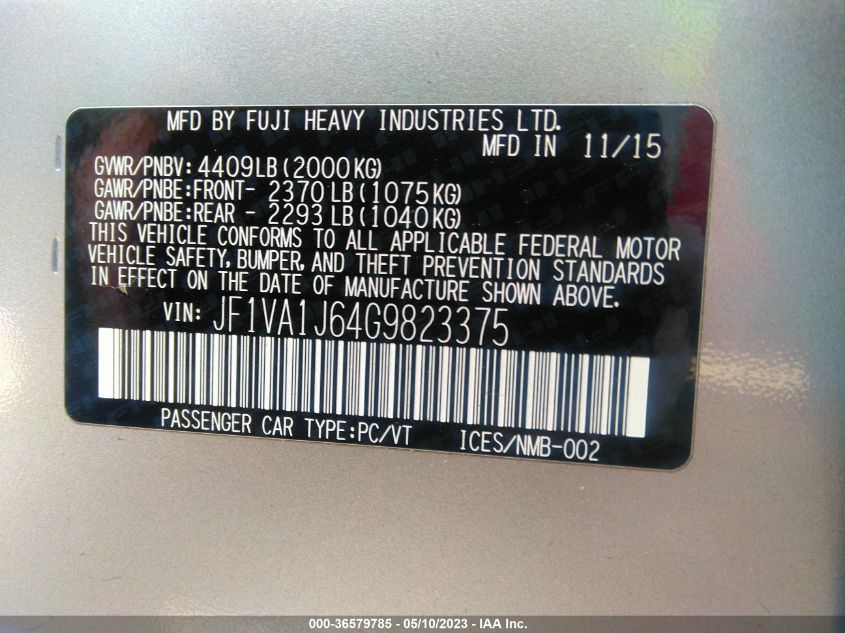 MFD BY FUJI HEAVY INDUSTRIES LTD.
MFD IN 11/15
GVWR/PNBV: 4409LB (2000KG)
GAWR/PNBE:FRONT- 2370 LB (1075KG)
GAWR/PNBE:REAR - 2293 LB (1040KG)
THIS VEHICLE CONFORMS TO ALL APPLICABLE FEDERAL MOTOR
VEHICLE SAFETY, BUMPER, AND THEFT PREVENTION STANDARDS
IN EFFECT ON THE DATE OF MANUFACTURE SHOWN ABOVE.
VIN: JF1VA1J64G9823375
PASSENGER CAR TYPE:PC/VT ICES/NMB-002
000-36579785 - 05/10/2023 - IAA Inc.